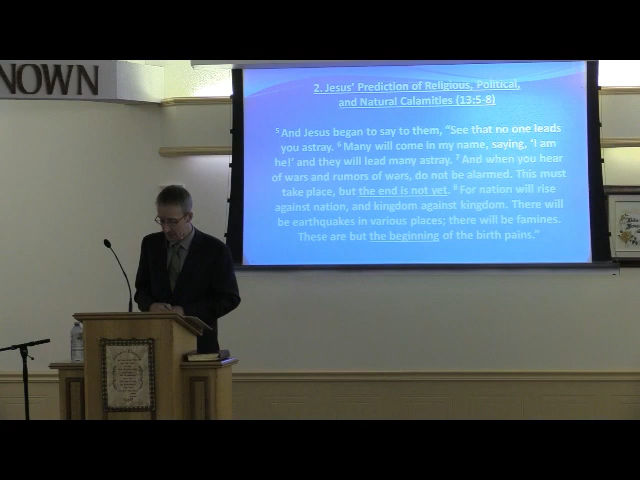 NOWN
2. Jesus' Prediction of Religious, Political,
and Natural Calamities (13:5-8)
5 And Jesus began to say to them, “See that no one leads
you astray. 6 Many will come in my name, saying, ‘I am
he!’ and they will lead many astray. 7 And when you hear
of wars and rumors of wars, do not be alarmed. This must
take place, but the end is not yet. 8 For nation will rise
against nation, and kingdom against kingdom. There will
be earthquakes in various places; there will be famines.
These are but the beginning of the birth pains.”